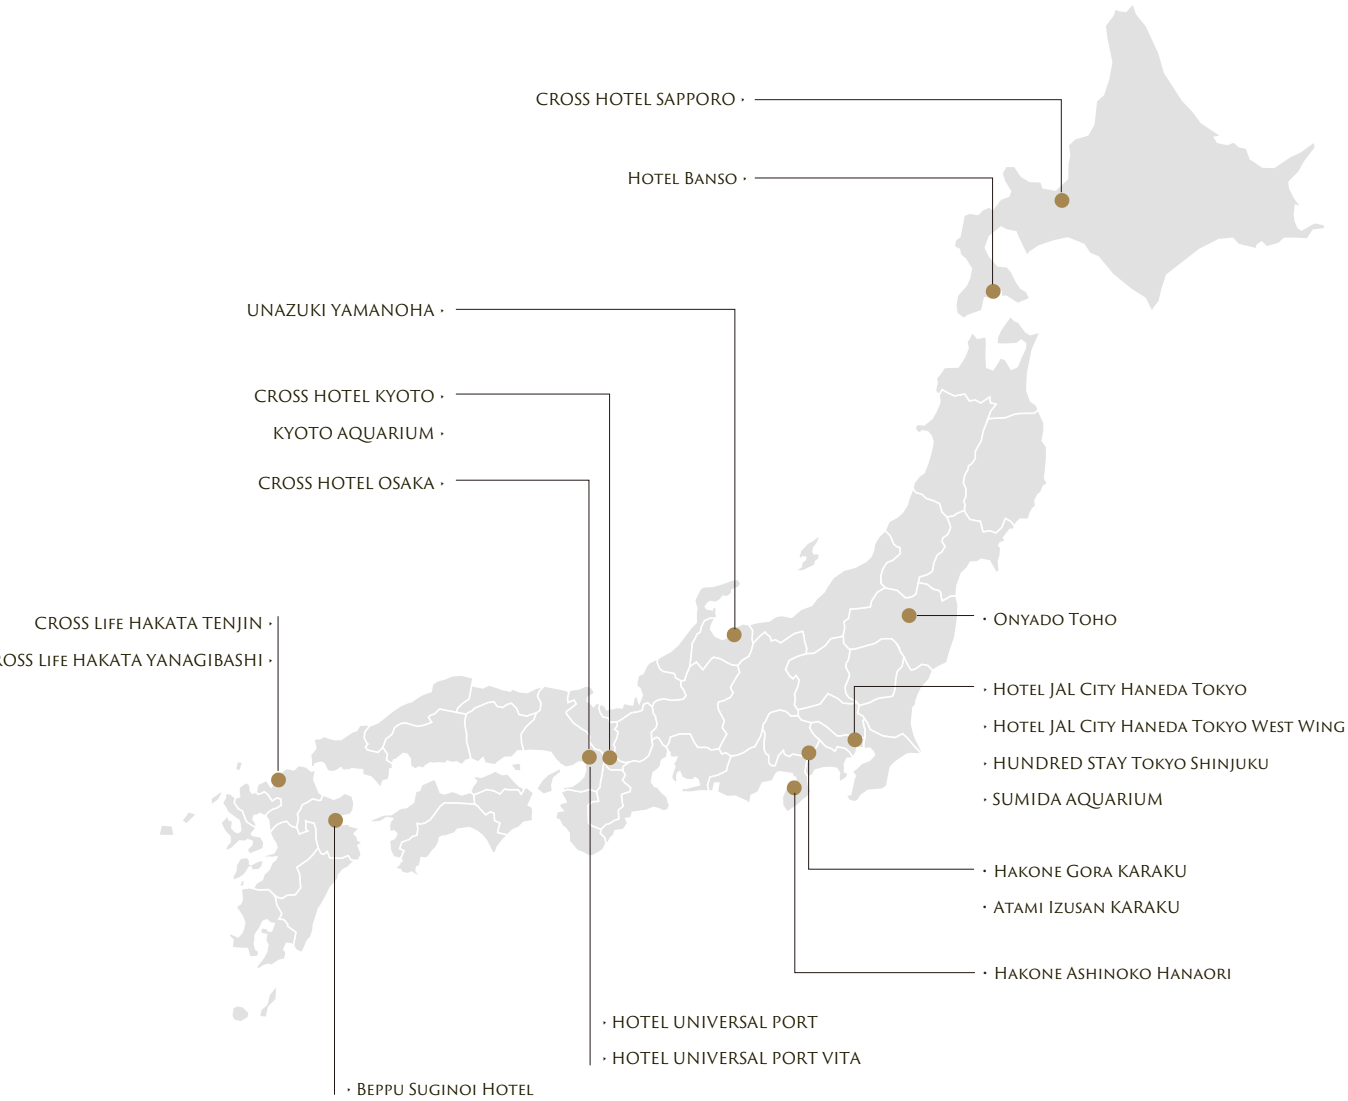 CROSS HOTEL SAPPORO ·
HOTEL BANSO ·
UNAZUKI YAMANOHA ·
CROSS HOTEL KYOTO ·
KYOTO AQUARIUM ·
CROSS HOTEL OSAKA ·
CROSS LIFE HAKATA TENJIN ·
ROSS LIFE HAKATA YANAGIBASHI ·
· ONYADO TOHO
· HOTEL JAL CITY HANEDA TOKYO
· HOTEL JAL CITY HANEDA TOKYO WEST WING
· HUNDRED STAY TOKYO SHINJUKU
· SUMIDA AQUARIUM
· HAKONE GORA KARAKU
· ATAMI IZUSAN KARAKU
· HAKONE ASHINOKO HANAORI
· HOTEL UNIVERSAL PORT
· HOTEL UNIVERSAL PORT VITA
· BEPPU SUGINOI HOTEL